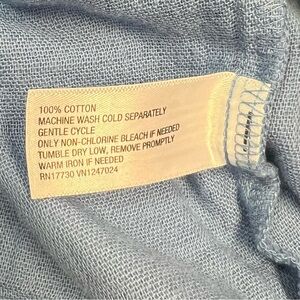 100% COTTON
MACHINE WASH COLD SEPARATELY
GENTLE CYCLE
ONLY NON-CHLORINE BLEACH IF NEEDED
TUMBLE DRY LOW, REMOVE PROMPTLY
WARM IRON IF NEEDED
RN17730 VN1247024